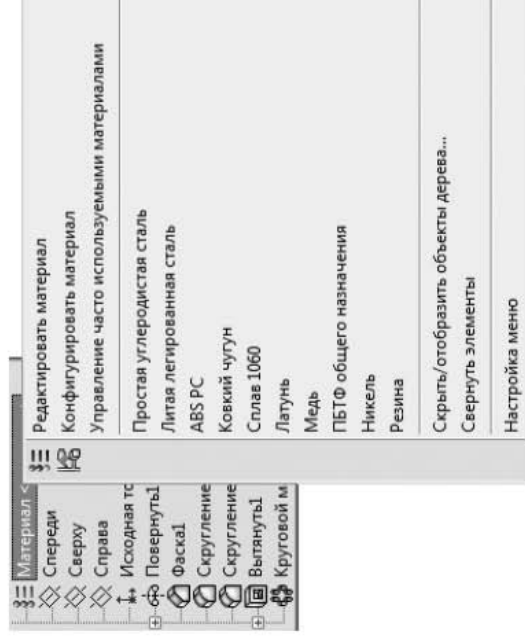 Материал <
Спереди
Сверху
Справа
Исходная то
Повернуть1
Фаска1
Скругление
Скругление
Вытянуть1
Круговой м
Редактировать материал
Конфигурировать материал
Управление часто используемыми материалами
Простая углеродистая сталь
Литая легированная сталь
ABS PC
Ковкий чугун
Сплав 1060
Латунь
Медь
ПБТФ общего назначения
Никель
Резина
Скрыть/отобразить объекты дерева...
Свернуть элементы
Настройка меню